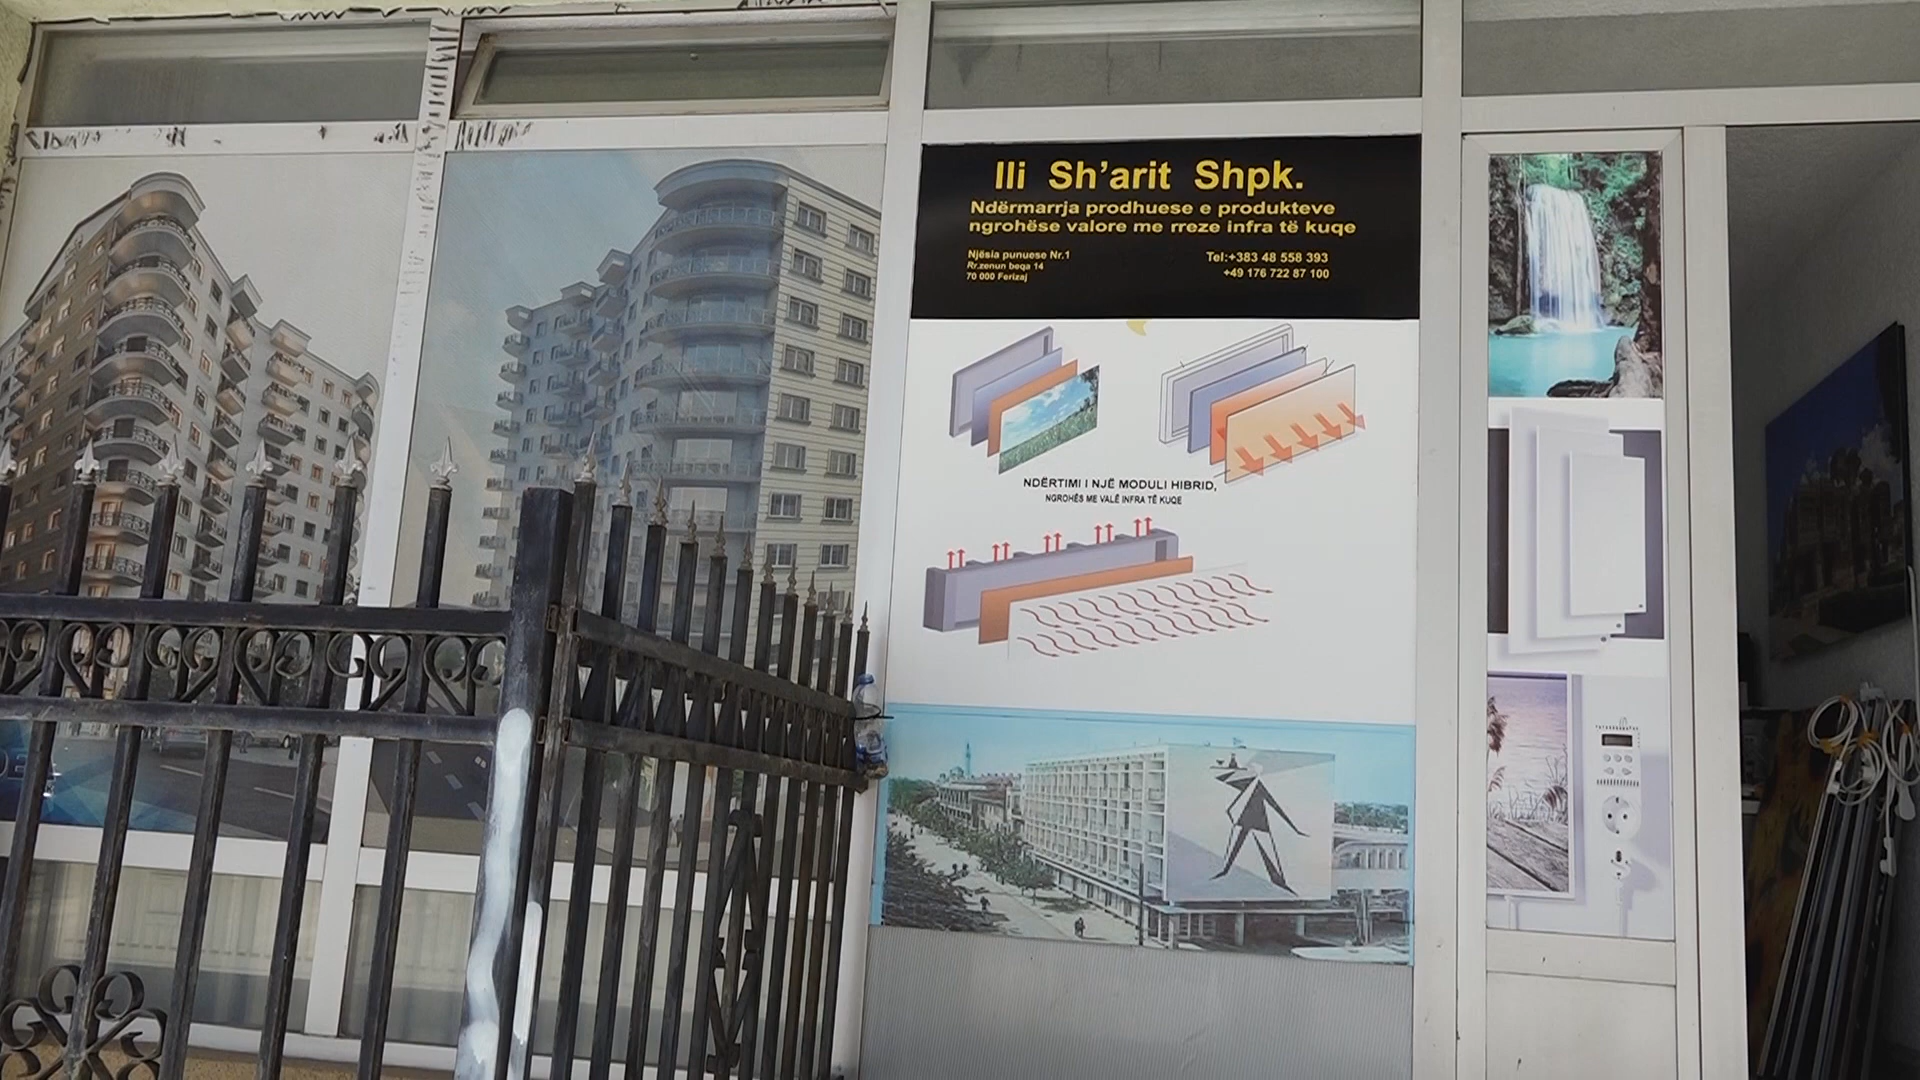 Ili Sh'arit Shpk.
Ndërmarrja prodhuese e produkteve
ngrohëse valore me rreze infra të kuqe
Njësia punuese Nr.1
Rr.zenun beqa 14
70 000 Ferizaj
Tel:+383 48 558 393
+49 176 722 87 100
NDËRTIMI I NJË MODULI HIBRID,
NGROHËS ME VALË INFRA TË KUQE